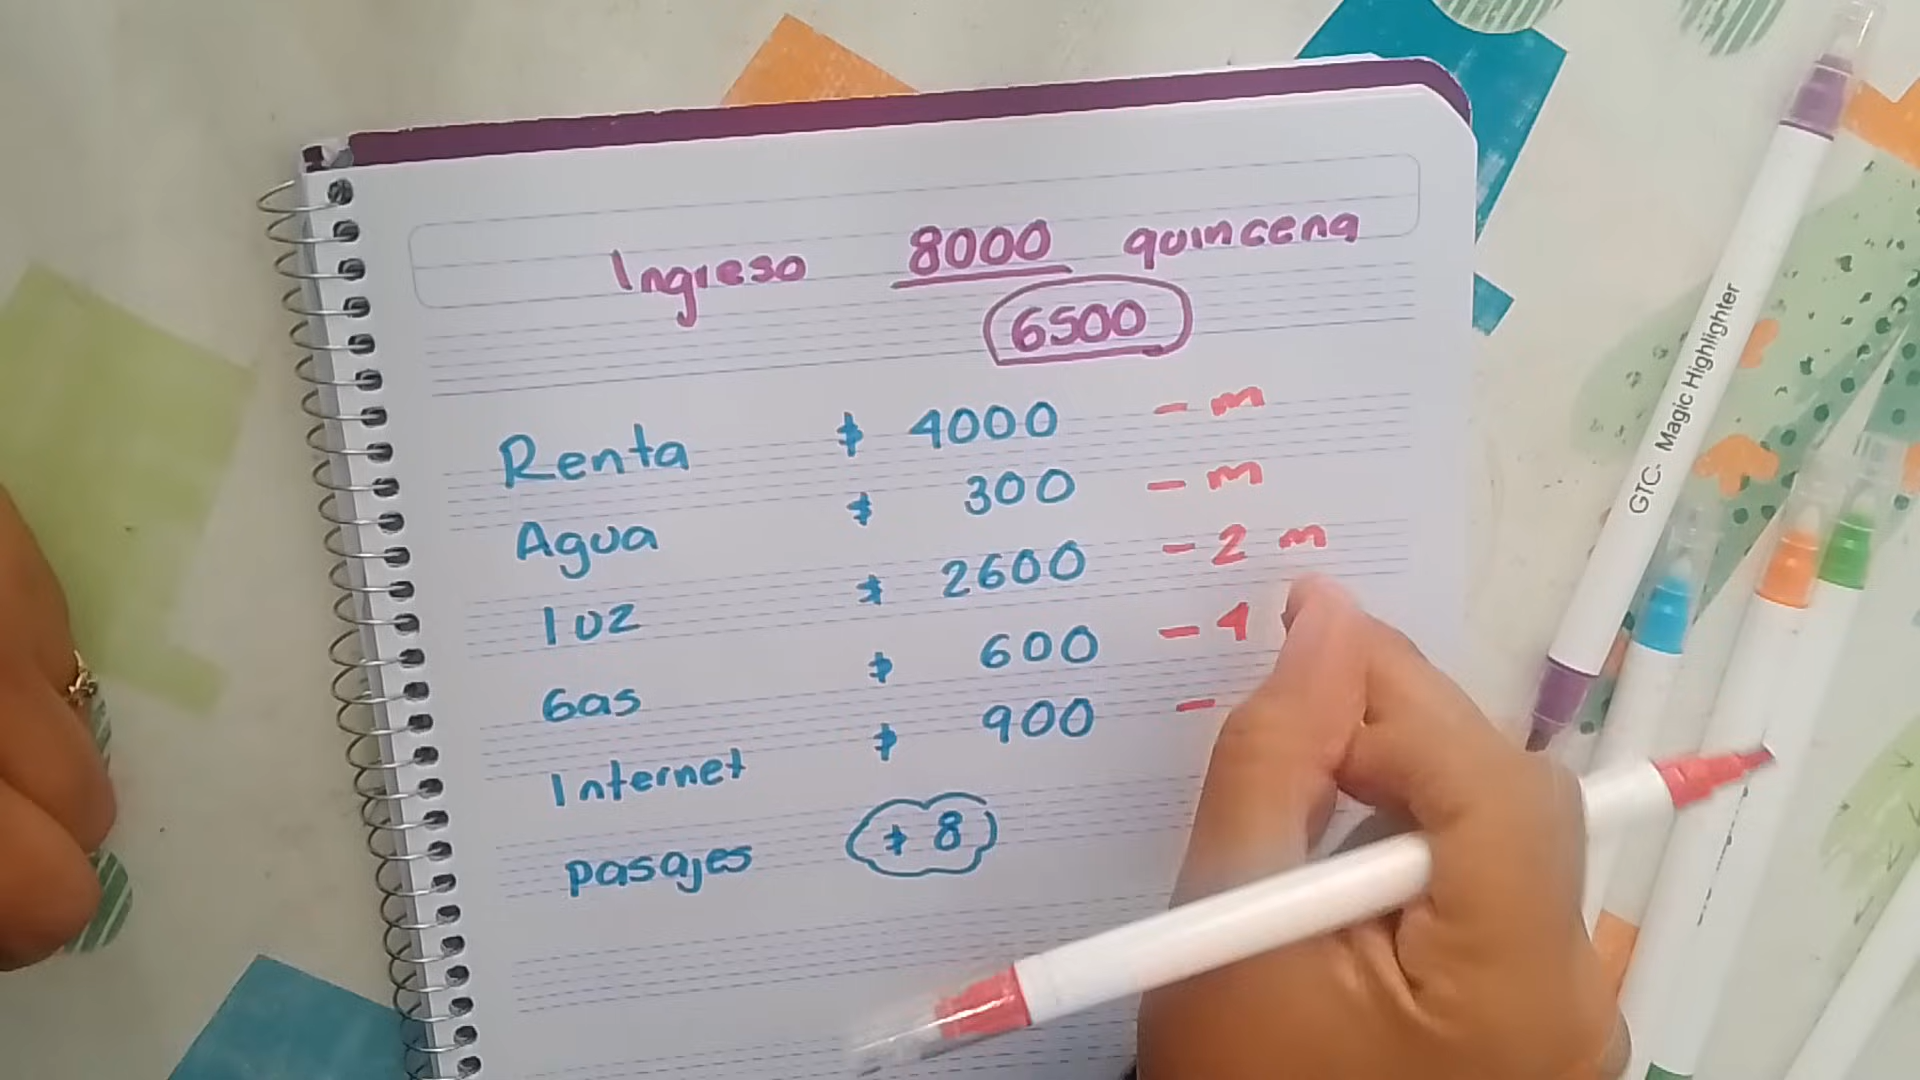 Ingreso 8000 quincena
6500
Renta $ 4000 - m
Agua $ 300 - m
luz $ 2600 - 2 m
Gas $ 600 - 4
Internet $ 900 -
pasajes $ 8
GTC- Magic Highlighter